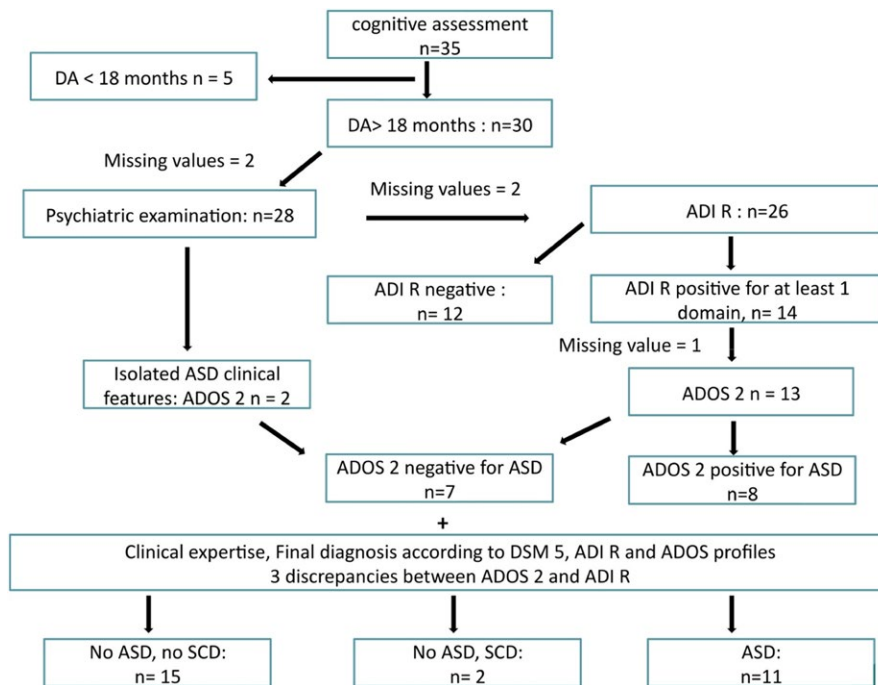 cognitive assessment
n=35
DA < 18 months n = 5
DA> 18 months : n=30
Missing values = 2
Missing values = 2
Psychiatric examination: n=28
ADI R : n=26
ADI R negative :
n= 12
ADI R positive for at least 1
domain, n= 14
Missing value = 1
Isolated ASD clinical
features: ADOS 2 n = 2
ADOS 2 n = 13
ADOS 2 negative for ASD
n=7
ADOS 2 positive for ASD
n=8
+
Clinical expertise, Final diagnosis according to DSM 5, ADI R and ADOS profiles
3 discrepancies between ADOS 2 and ADI R
No ASD, no SCD:
n= 15
No ASD, SCD:
n= 2
ASD:
n=11